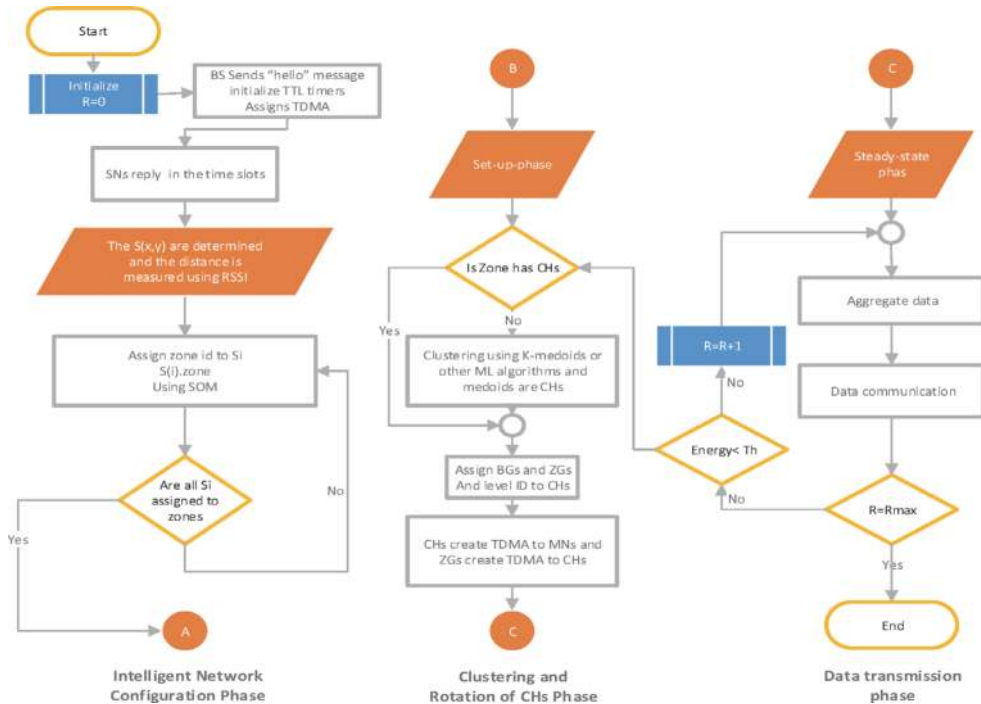 Start
Initialize
R=0
BS Sends "hello" message
initialize TTL timers
Assigns TDMA
SNs reply in the time slots
The S(x,y) are determined
and the distance is
measured using RSSI
Assign zone id to Si
S(i).zone
Using SOM
Are all Si
assigned to
zones
No
Yes
A
Intelligent Network
Configuration Phase
B
Set-up-phase
Is Zone has CHs
Yes
No
Clustering using K-medoids or
other ML algorithms and
medoids are CHs
Assign BGs and ZGs
And level ID to CHs
CHs create TDMA to MNs and
ZGs create TDMA to CHs
C
Clustering and
Rotation of CHs Phase
C
Steady-state
phas
Aggregate data
R=R+1
No
Data communication
Energy< Th
No
R=Rmax
Yes
End
Data transmission
phase